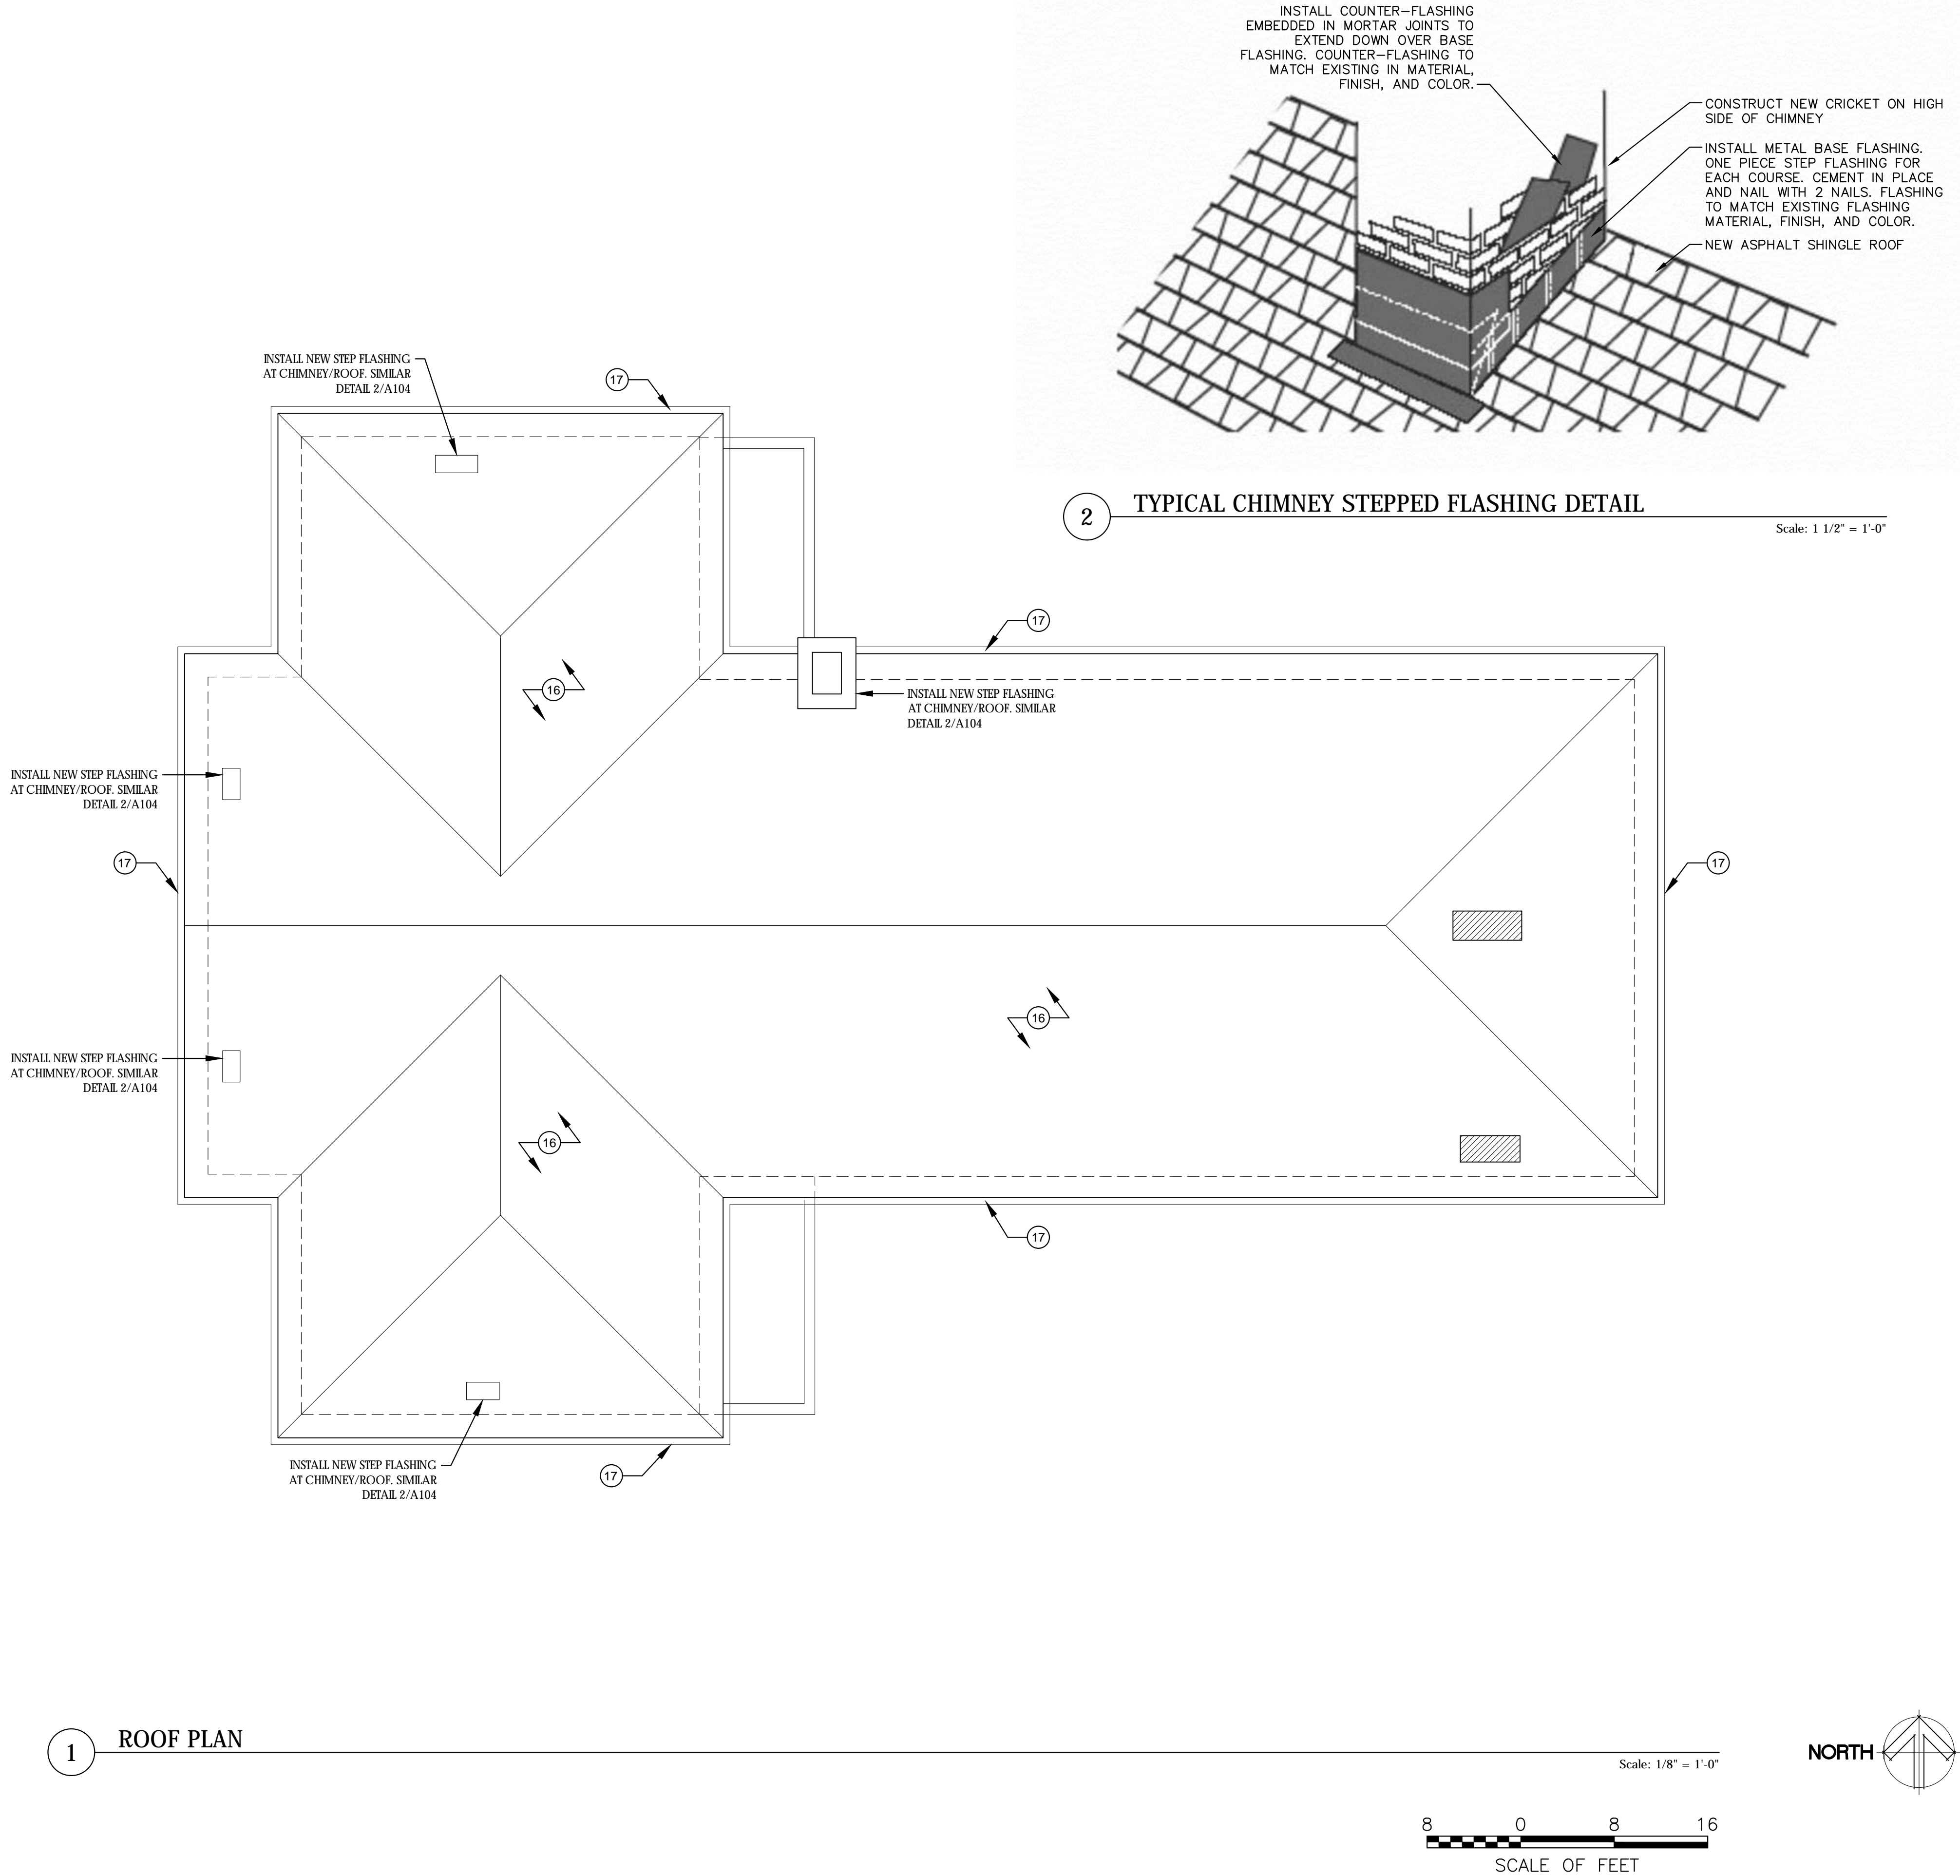 INSTALL COUNTER-FLASHING
EMBEDDED IN MORTAR JOINTS TO
EXTEND DOWN OVER BASE
FLASHING. COUNTER-FLASHING TO
MATCH EXISTING IN MATERIAL,
FINISH, AND COLOR.
CONSTRUCT NEW CRICKET ON HIGH
SIDE OF CHIMNEY
INSTALL METAL BASE FLASHING.
ONE PIECE STEP FLASHING FOR
EACH COURSE. CEMENT IN PLACE
AND NAIL WITH 2 NAILS. FLASHING
TO MATCH EXISTING FLASHING
MATERIAL, FINISH, AND COLOR.
NEW ASPHALT SHINGLE ROOF
2
TYPICAL CHIMNEY STEPPED FLASHING DETAIL
Scale: 1 1/2" = 1'-0"
INSTALL NEW STEP FLASHING
AT CHIMNEY/ROOF. SIMILAR
DETAIL 2/A104
17
17
16
INSTALL NEW STEP FLASHING
AT CHIMNEY/ROOF. SIMILAR
DETAIL 2/A104
INSTALL NEW STEP FLASHING
AT CHIMNEY/ROOF. SIMILAR
DETAIL 2/A104
17
17
16
INSTALL NEW STEP FLASHING
AT CHIMNEY/ROOF. SIMILAR
DETAIL 2/A104
16
17
INSTALL NEW STEP FLASHING
AT CHIMNEY/ROOF. SIMILAR
DETAIL 2/A104
17
1
ROOF PLAN
Scale: 1/8" = 1'-0"
NORTH
8 0 8 16
SCALE OF FEET